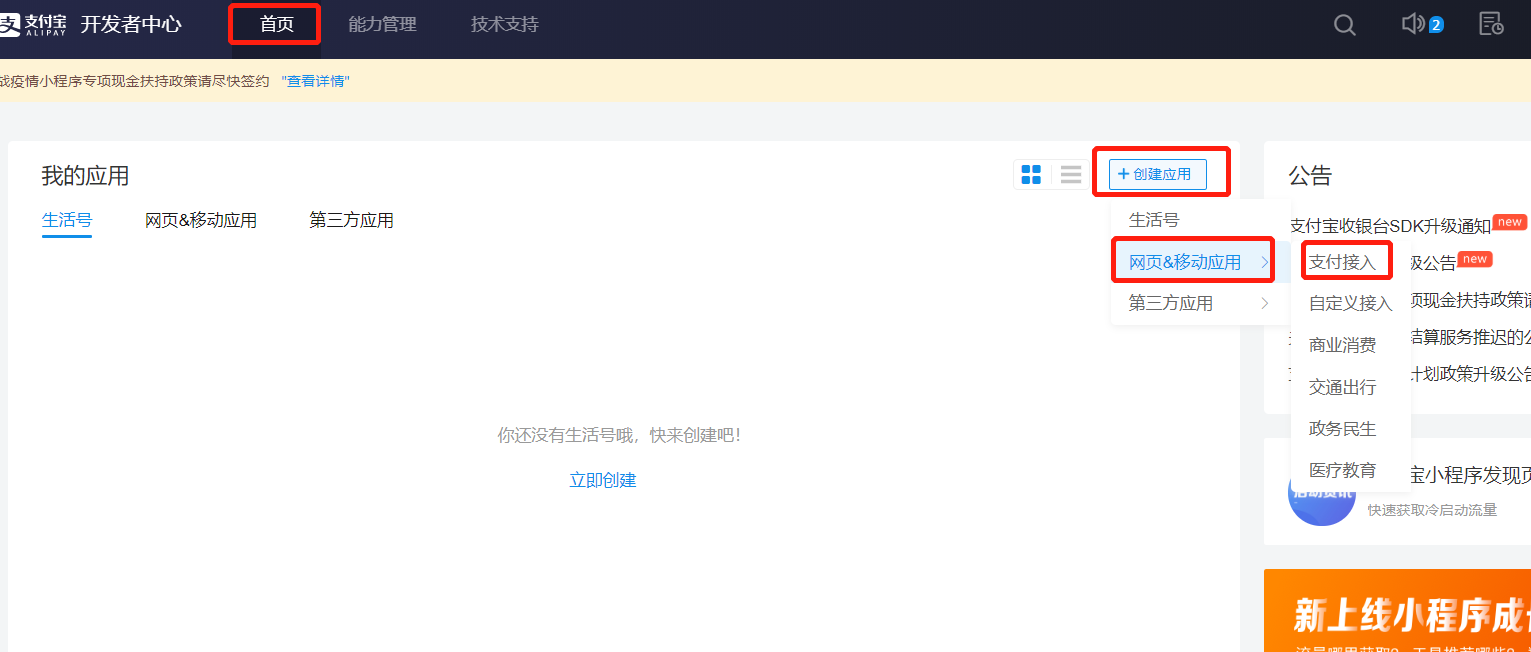 支 支付宝 ALIPAY 开发者中心 首页 能力管理 技术支持 2
战疫情小程序专项现金扶持政策请尽快签约 "查看详情"
我的应用
+ 创建应用
生活号 网页&移动应用 第三方应用
生活号
网页&移动应用
第三方应用
支付接入
自定义接入
商业消费
交通出行
政务民生
医疗教育
你还没有生活号哦，快来创建吧！
立即创建
公告
支付宝收银台SDK升级通知 new
级公告 new
项现金扶持政策请
结算服务推迟的公
计划政策升级公告
宝小程序发现页
活动资讯
快速获取冷启动流量
新上线小程序成长